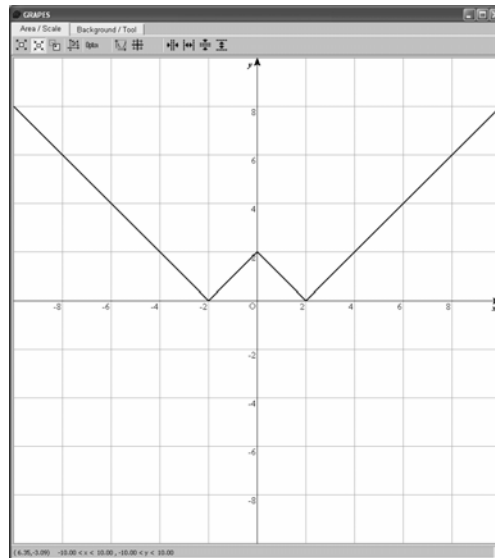 GRAPES
Area / Scale Background / Tool
Option
y
8
6
4
2
-8 -6 -4 -2 O 2 4 6 8 x
-2
-4
-6
-8
(6.35,-3.09) -10.00 < x < 10.00 , -10.00 < y < 10.00